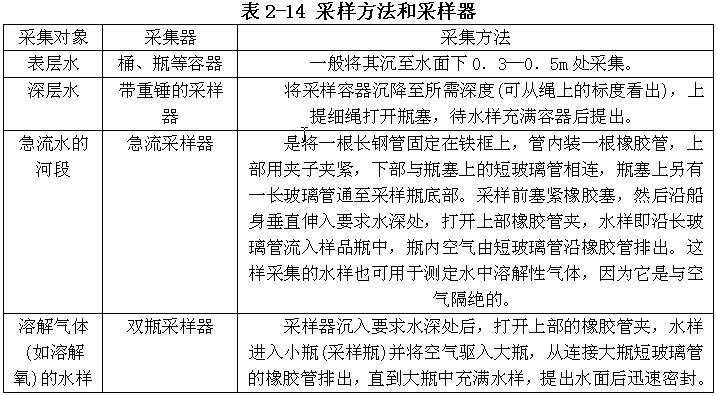 表2-14 采样方法和采样器
采集对象 采集器 采集方法
表层水 桶、瓶等容器 一般将其沉至水面下0.3—0.5m处采集。
深层水 带重锤的采样 将采样容器沉降至所需深度(可从绳上的标度看出)，上
器 提细绳打开瓶塞，待水样充满容器后提出。
急流水的 急流采样器 是将一根长钢管固定在铁框上，管内装一根橡胶管，上
河段 部用夹子夹紧，下部与瓶塞上的短玻璃管相连，瓶塞上另有
一长玻璃管通至采样瓶底部。采样前塞紧橡胶塞，然后沿船
身垂直伸入要求水深处，打开上部橡胶管夹，水样即沿长玻
璃管流入样品瓶中，瓶内空气由短玻璃管沿橡胶管排出。这
样采集的水样也可用于测定水中溶解性气体，因为它是与空
气隔绝的。
溶解气体 双瓶采样器 采样器沉入要求水深处后，打开上部的橡胶管夹，水样
(如溶解 进入小瓶(采样瓶)并将空气驱入大瓶，从连接大瓶短玻璃管
氧)的水样 的橡胶管排出，直到大瓶中充满水样，提出水面后迅速密封。